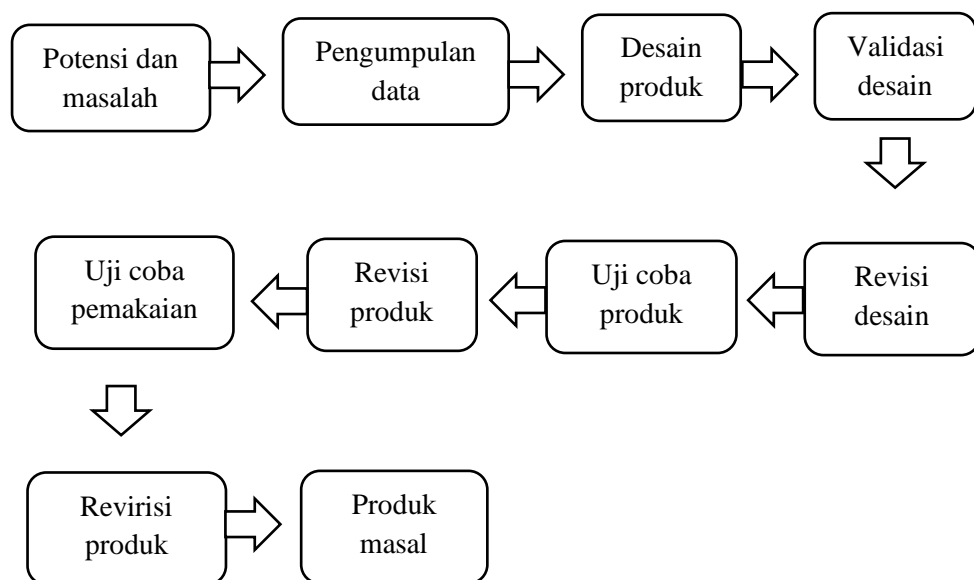 Potensi dan
masalah
Pengumpulan
data
Desain
produk
Validasi
desain
Revisi
desain
Uji coba
produk
Revisi
produk
Uji coba
pemakaian
Revirisi
produk
Produk
masal